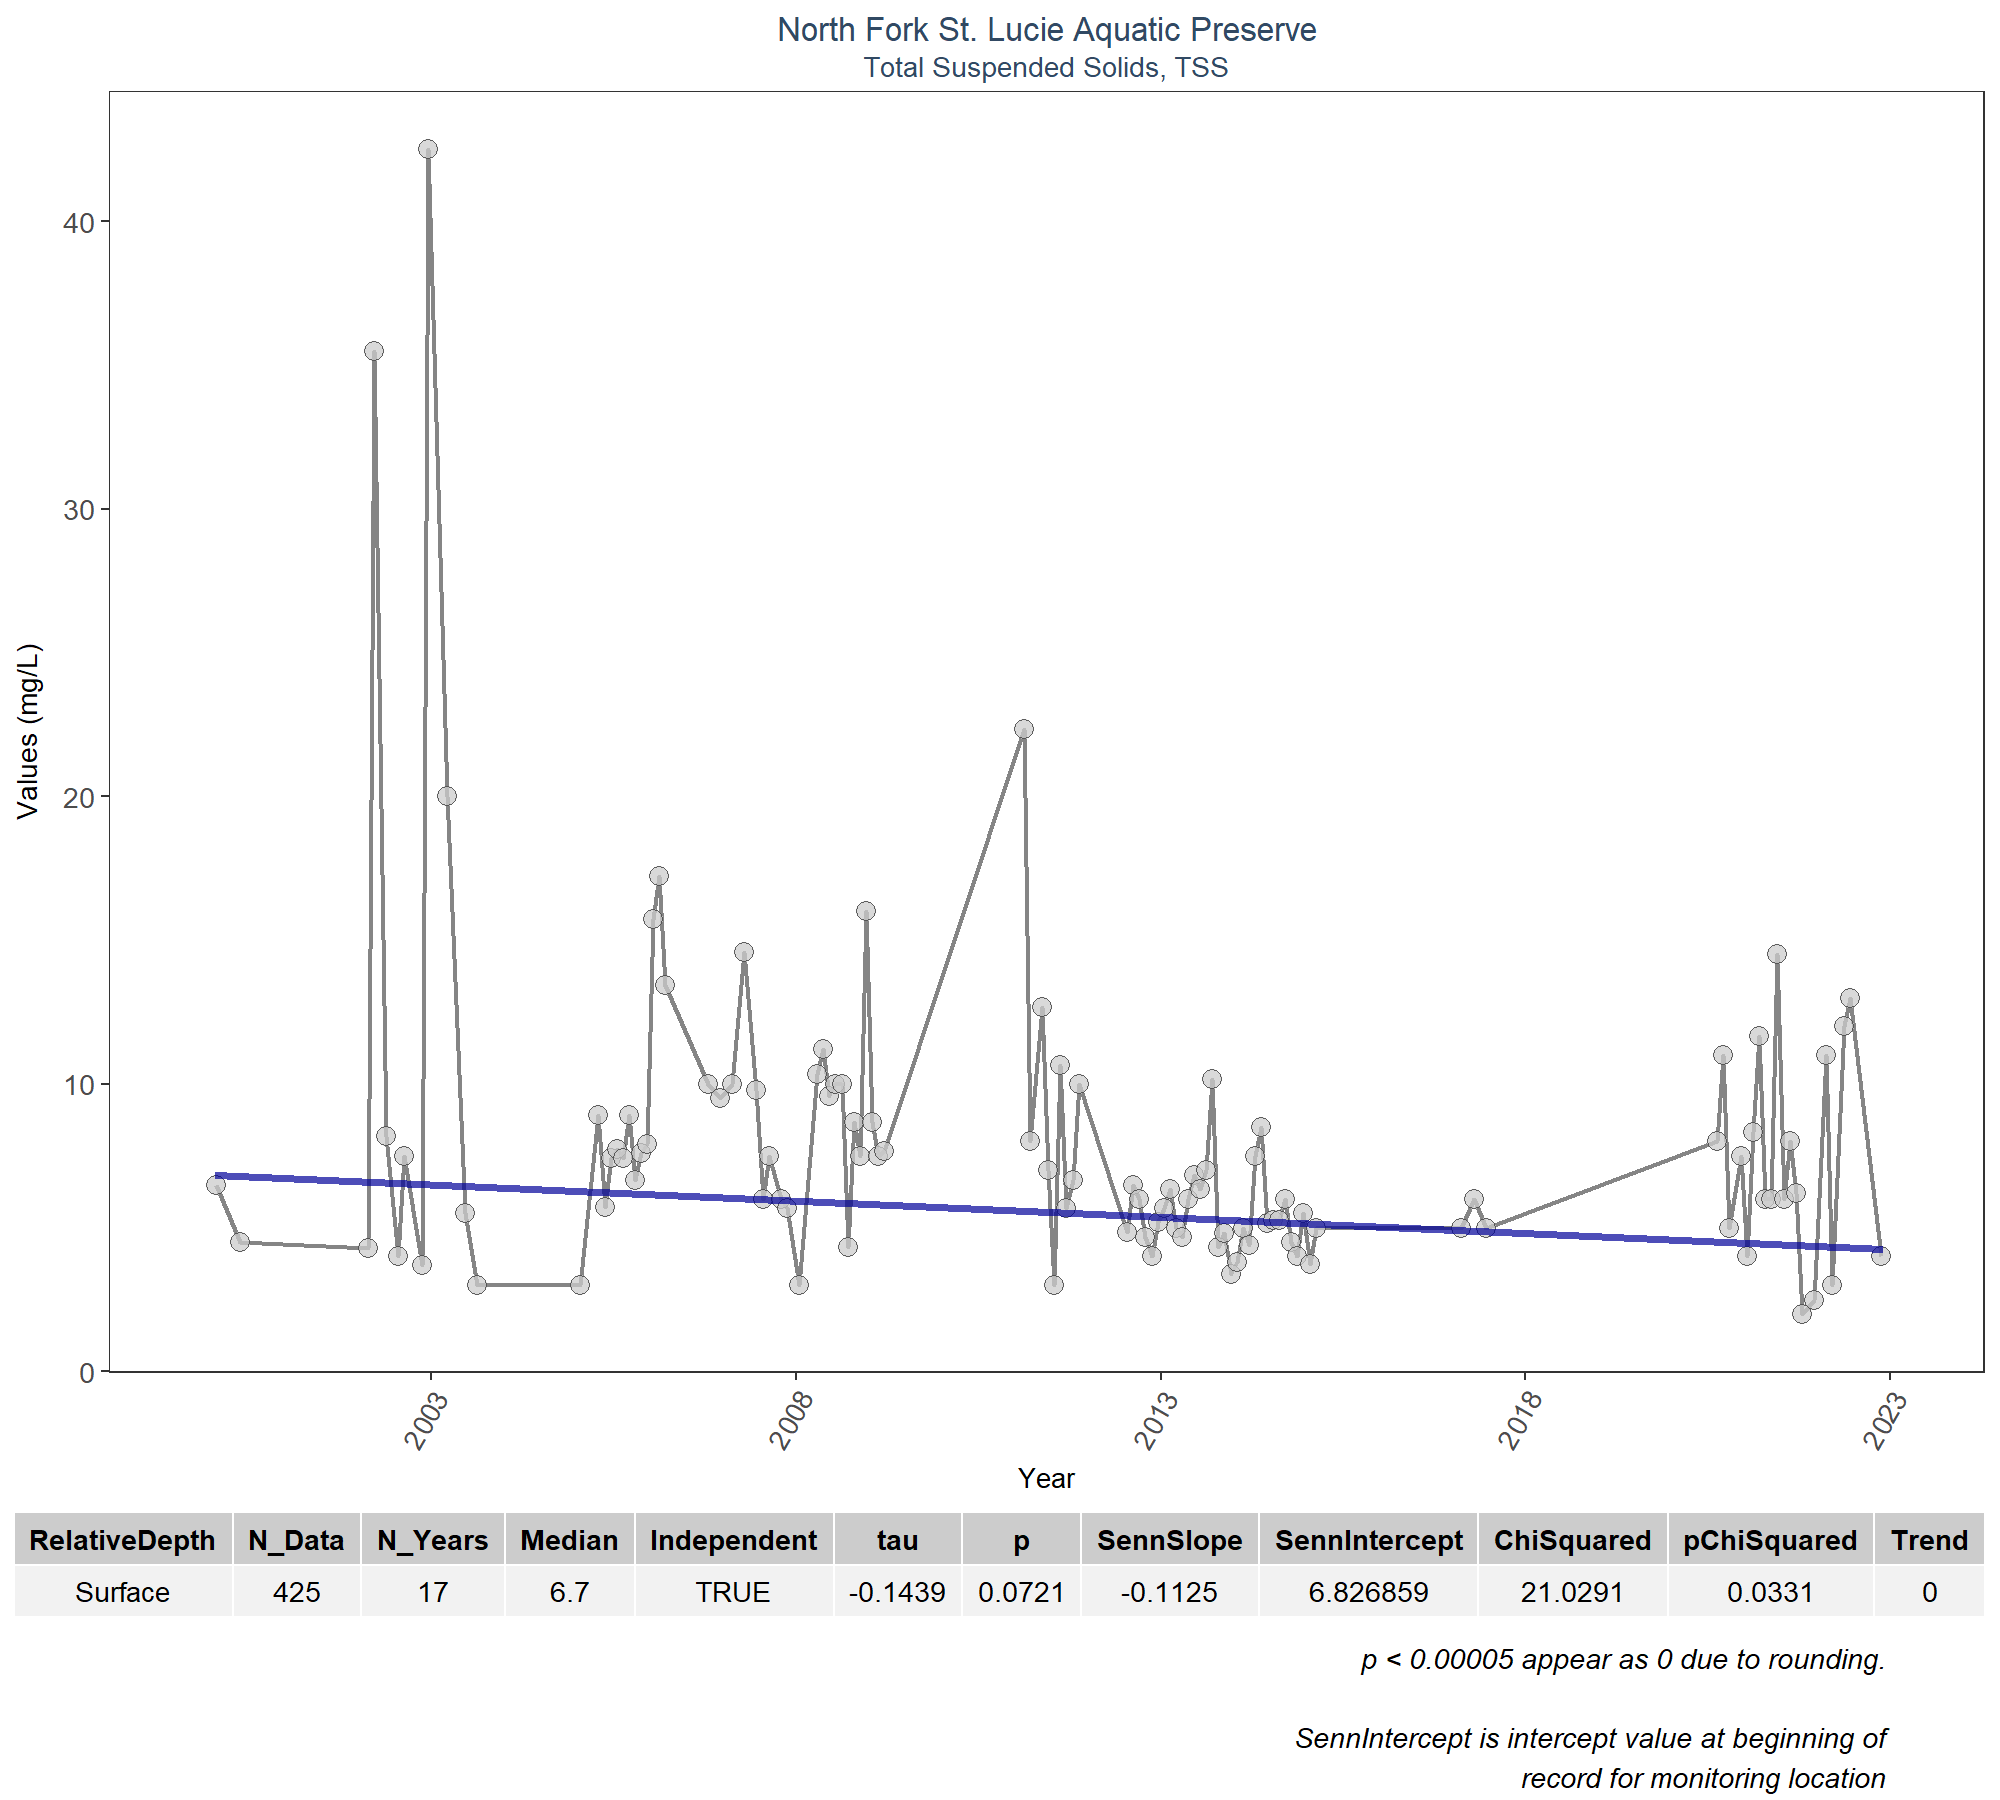 North Fork St. Lucie Aquatic Preserve
Total Suspended Solids, TSS
Values (mg/L)
40
30
20
10
0
2003 2008 2013 2018 2023
Year
RelativeDepth N_Data N_Years Median Independent tau p SennSlope SennIntercept ChiSquared pChiSquared Trend
Surface 425 17 6.7 TRUE -0.1439 0.0721 -0.1125 6.826859 21.0291 0.0331 0
p < 0.00005 appear as 0 due to rounding.
SennIntercept is intercept value at beginning of
record for monitoring location